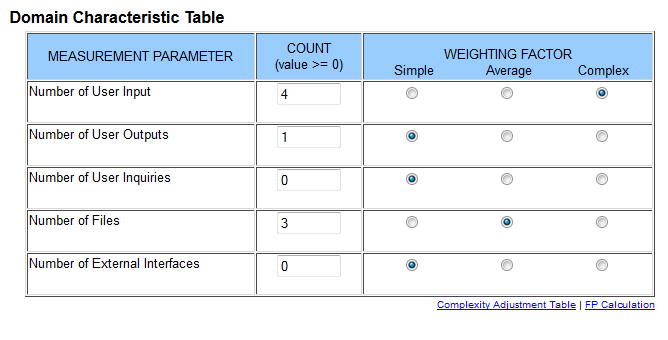 Domain Characteristic Table
MEASUREMENT PARAMETER
COUNT
(value >= 0)
WEIGHTING FACTOR
Simple Average Complex
Number of User Input 4
Number of User Outputs 1
Number of User Inquiries 0
Number of Files 3
Number of External Interfaces 0
Complexity Adjustment Table | FP Calculation